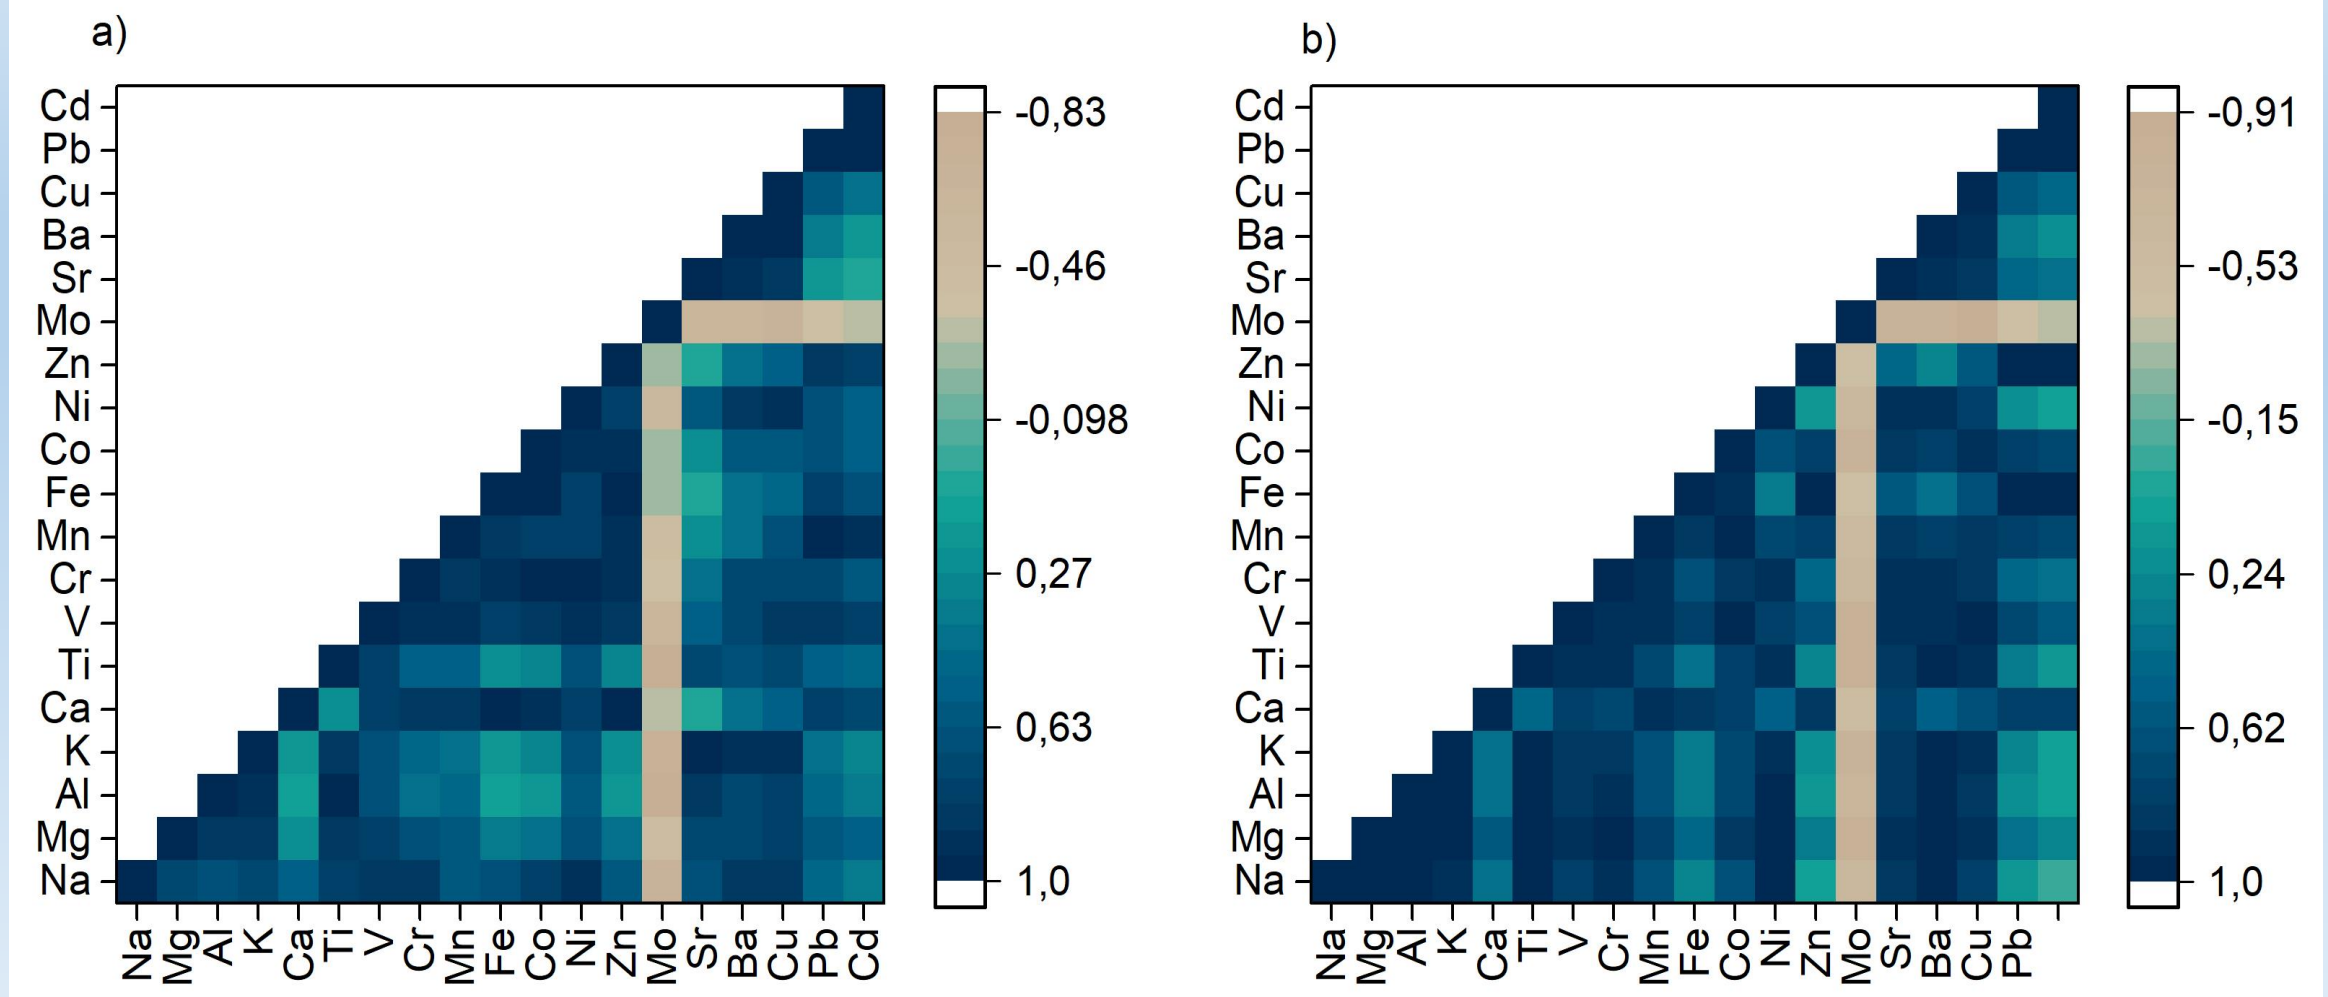 a)
Cd
Pb
Cu
Ba
Sr
Mo
Zn
Ni
Co
Fe
Mn
Cr
V
Ti
Ca
K
Al
Mg
Na
Na Mg Al K Ca Ti V Cr Mn Fe Co Ni Zn Mo Sr Ba Cu Pb Cd
-0,83
-0,46
-0,098
0,27
0,63
1,0
b)
Cd
Pb
Cu
Ba
Sr
Mo
Zn
Ni
Co
Fe
Mn
Cr
V
Ti
Ca
K
Al
Mg
Na
Na Mg Al K Ca Ti V Cr Mn Fe Co Ni Zn Mo Sr Ba Cu Pb
-0,91
-0,53
-0,15
0,24
0,62
1,0